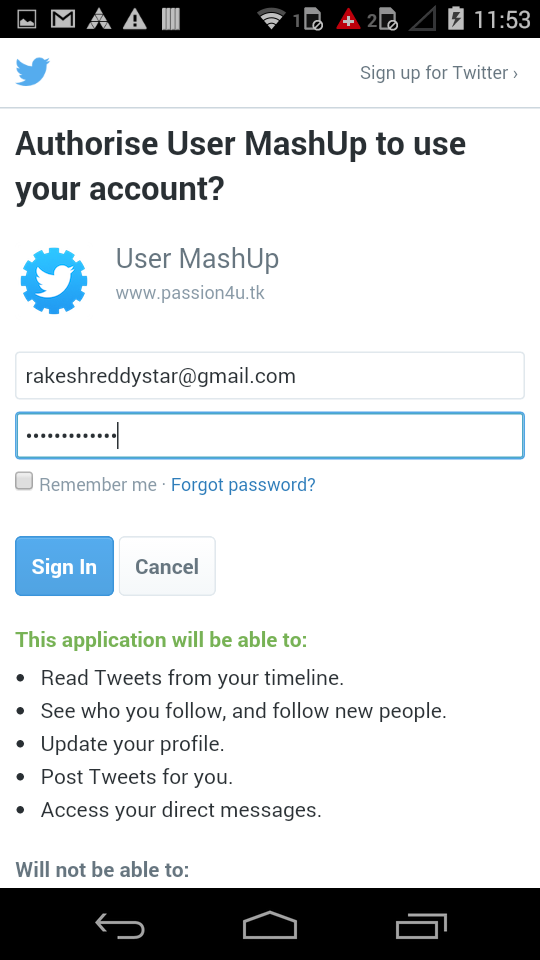 1 2 11:53
Sign up for Twitter ›
Authorise User MashUp to use
your account?
User MashUp
www.passion4u.tk
rakeshreddystar@gmail.com
•••••••••••••
Remember me · Forgot password?
Sign In Cancel
This application will be able to:
• Read Tweets from your timeline.
• See who you follow, and follow new people.
• Update your profile.
• Post Tweets for you.
• Access your direct messages.
Will not be able to: